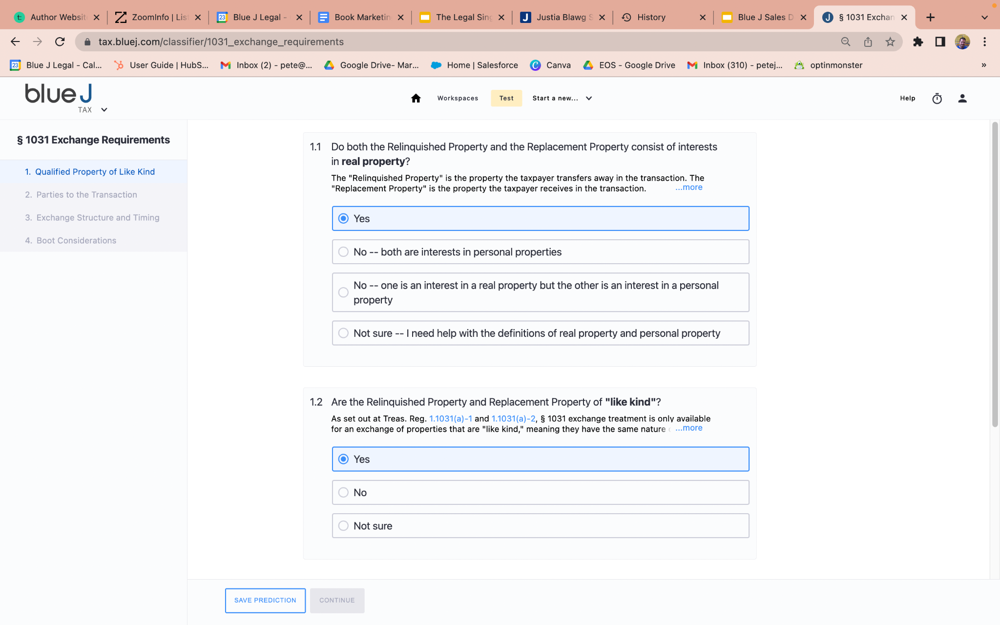 t: Author Websit
ZoomInfo | Lis
23 Blue J Legal -
Book Marketin
The Legal Sing
J Justia Blawg S
History
Blue J Sales D
J § 1031 Exchan
tax.bluej.com/classifier/1031_exchange_requirements
23 Blue J Legal - Cal...
User Guide | HubS...
Inbox (2) - pete@...
Google Drive- Mar...
Home | Salesforce
C Canva
EOS - Google Drive
Inbox (310) - petej...
optinmonster
»
blue J
TAX
Workspaces
Test
Start a new...
Help
§ 1031 Exchange Requirements
1. Qualified Property of Like Kind
2. Parties to the Transaction
3. Exchange Structure and Timing
4. Boot Considerations
1.1 Do both the Relinquished Property and the Replacement Property consist of interests
in real property?
The "Relinquished Property" is the property the taxpayer transfers away in the transaction. The
"Replacement Property" is the property the taxpayer receives in the transaction. ...more
Yes
No -- both are interests in personal properties
No -- one is an interest in a real property but the other is an interest in a personal
property
Not sure -- I need help with the definitions of real property and personal property
1.2 Are the Relinquished Property and Replacement Property of "like kind"?
As set out at Treas. Reg. 1.1031(a)-1 and 1.1031(a)-2, § 1031 exchange treatment is only available
for an exchange of properties that are "like kind," meaning they have the same nature ...more
Yes
No
Not sure
SAVE PREDICTION
CONTINUE